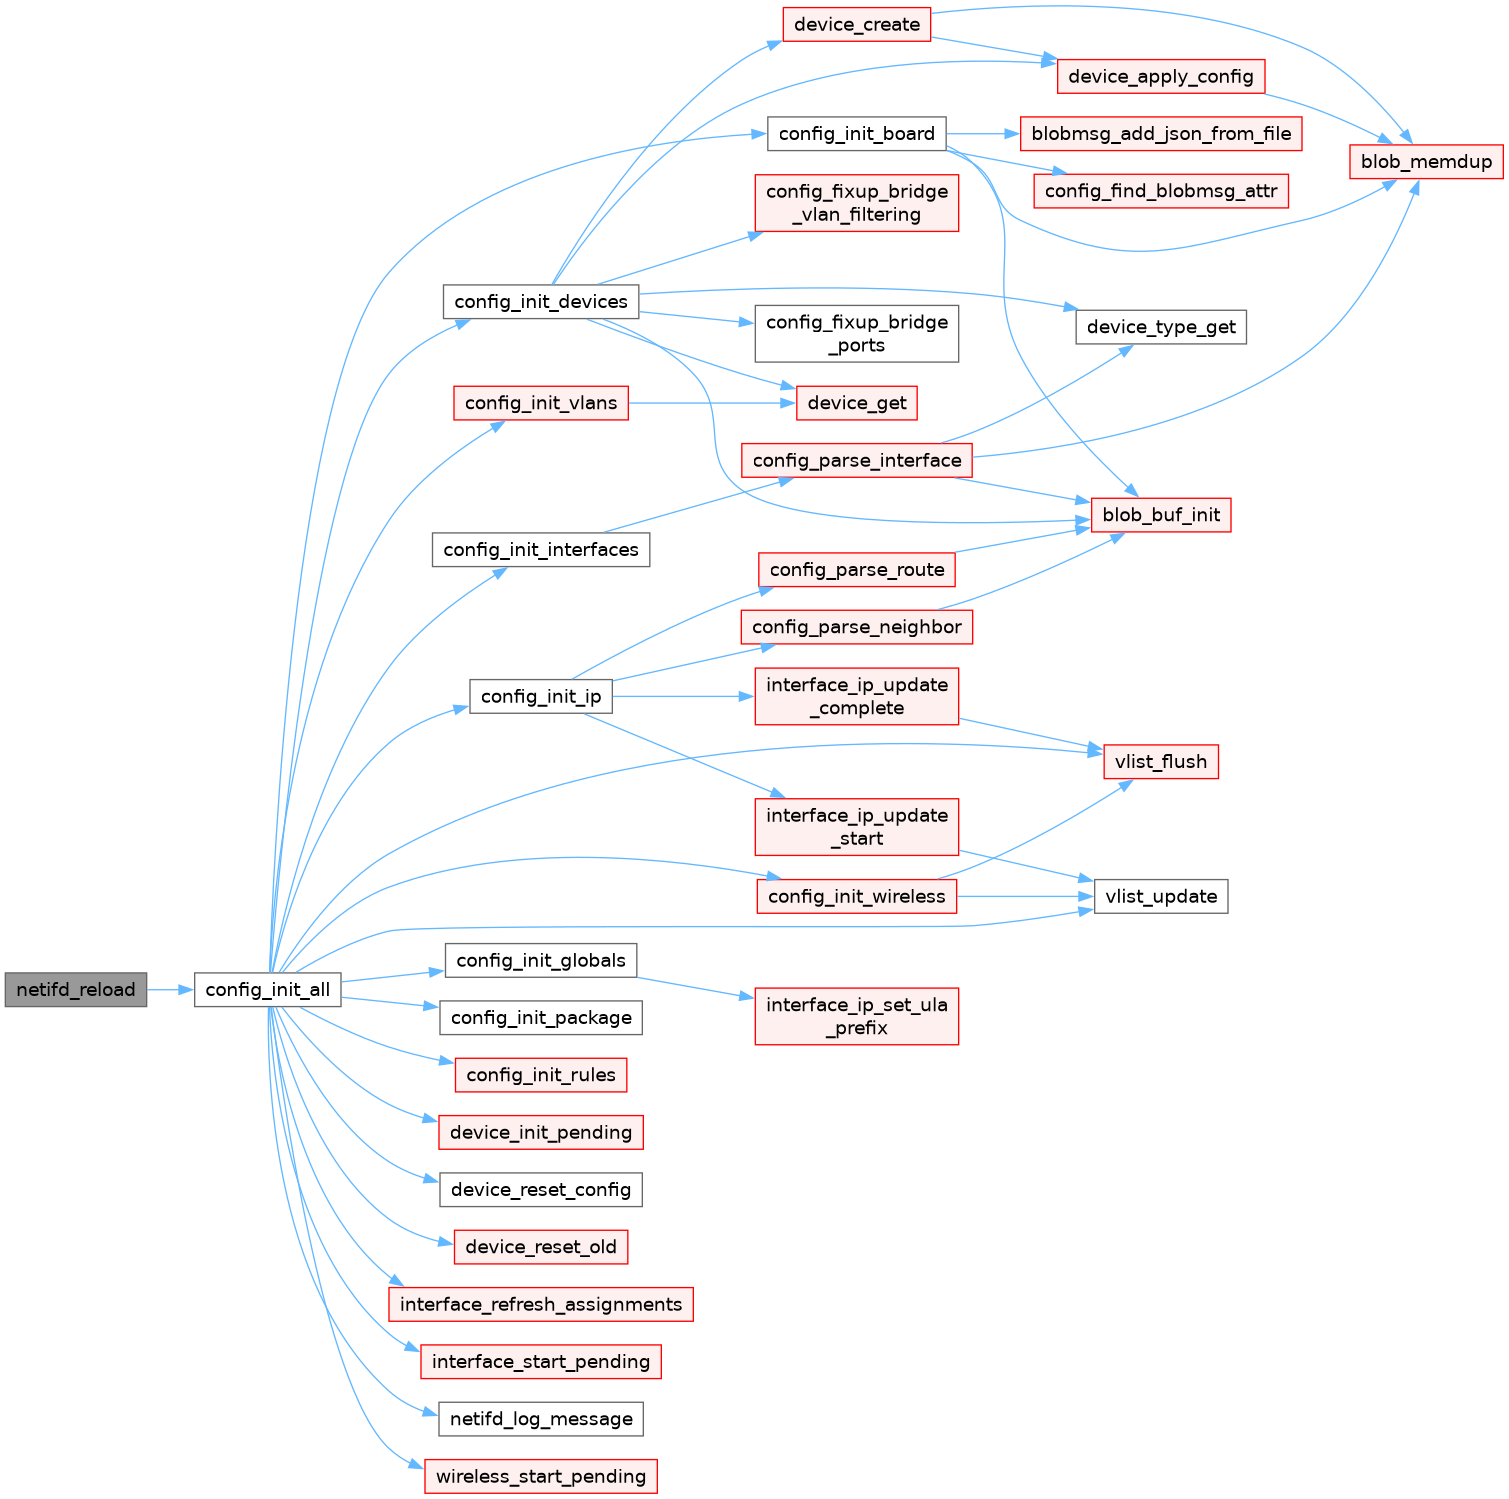 device_create
device_apply_config
config_init_board
blobmsg_add_json_from_file
blob_memdup
config_find_blobmsg_attr
config_fixup_bridge
_vlan_filtering
config_init_devices
config_fixup_bridge
_ports
device_type_get
config_init_vlans
device_get
config_parse_interface
blob_buf_init
config_init_interfaces
config_parse_route
config_parse_neighbor
config_init_ip
interface_ip_update
_complete
vlist_flush
interface_ip_update
_start
config_init_wireless
vlist_update
config_init_globals
netifd_reload
config_init_all
interface_ip_set_ula
_prefix
config_init_package
config_init_rules
device_init_pending
device_reset_config
device_reset_old
interface_refresh_assignments
interface_start_pending
netifd_log_message
wireless_start_pending